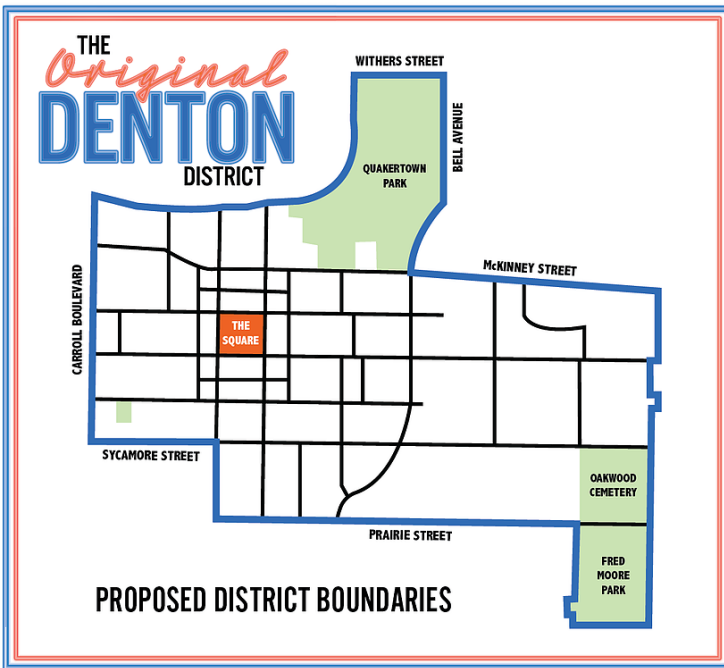 THE
Original
DENTON
DISTRICT
WITHERS STREET
BELL AVENUE
QUAKERTOWN
PARK
McKINNEY STREET
CARROLL BOULEVARD
THE
SQUARE
SYCAMORE STREET
OAKWOOD
CEMETERY
PRAIRIE STREET
FRED
MOORE
PARK
PROPOSED DISTRICT BOUNDARIES